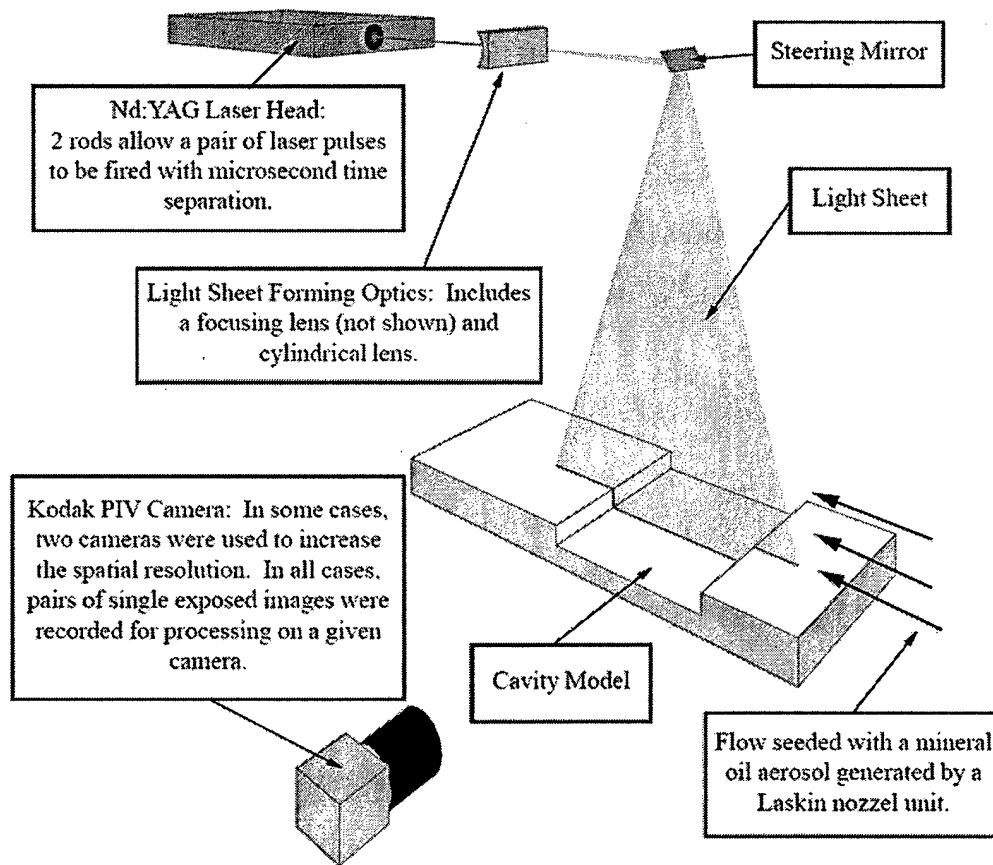 Steering Mirror
Nd:YAG Laser Head:
2 rods allow a pair of laser pulses
to be fired with microsecond time
separation.
Light Sheet
Light Sheet Forming Optics:  Includes
a focusing lens (not shown) and
cylindrical lens.
Kodak PIV Camera:  In some cases,
two cameras were used to increase
the spatial resolution.  In all cases,
pairs of single exposed images were
recorded for processing on a given
camera.
Cavity Model
Flow seeded with a mineral
oil aerosol generated by a
Laskin nozzel unit.